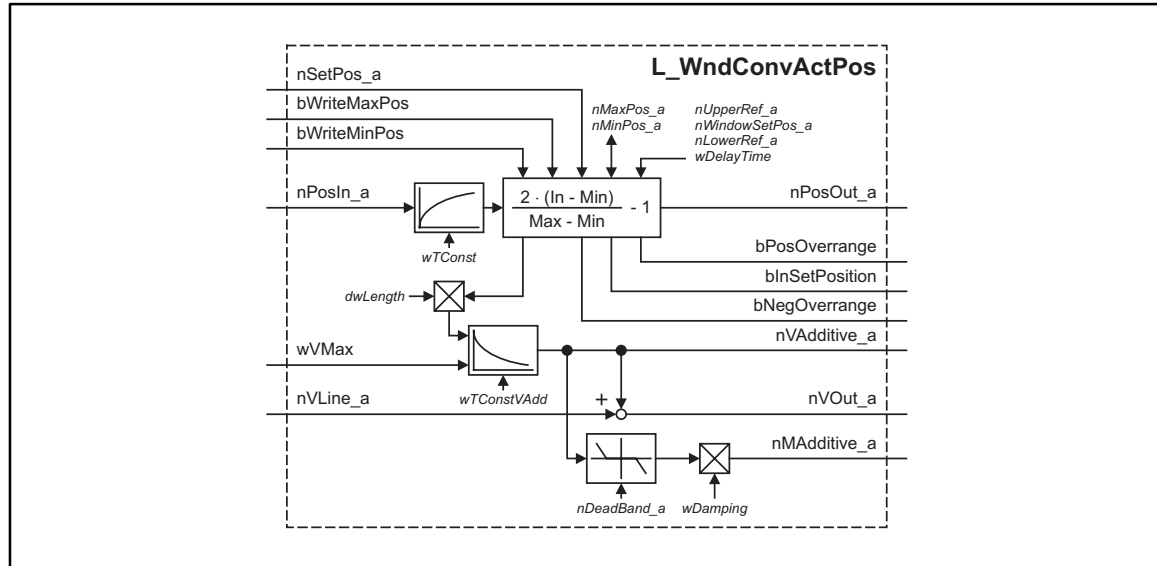 L_WndConvActPos
nSetPos_a
bWriteMaxPos
bWriteMinPos
nMaxPos_a
nMinPos_a
nUpperRef_a
nWindowSetPos_a
nLowerRef_a
wDelayTime
nPosIn_a
2 · (In - Min)
Max - Min
- 1
nPosOut_a
wTConst
bPosOverrange
bInSetPosition
bNegOverrange
dwLength
nVAdditive_a
wVMax
wTConstVAdd
nVLine_a
+
nVOut_a
nMAdditive_a
nDeadBand_a
wDamping